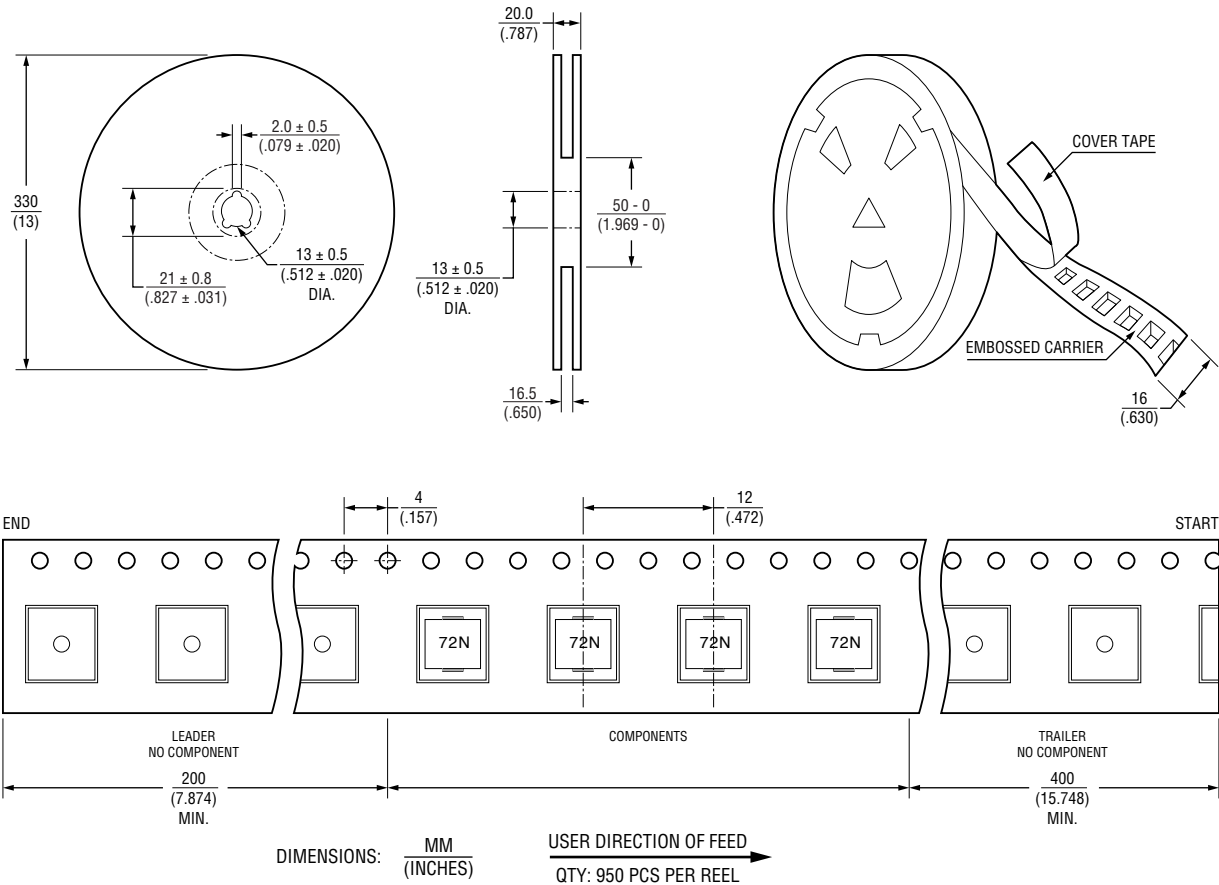 20.0
(.787)
2.0 ± 0.5
(.079 ± .020)
330
(13)
21 ± 0.8
(.827 ± .031)
13 ± 0.5
(.512 ± .020)
DIA.
13 ± 0.5
(.512 ± .020)
DIA.
50 - 0
(1.969 - 0)
16.5
(.650)
COVER TAPE
EMBOSSED CARRIER
16
(.630)
END
4
(.157)
12
(.472)
START
72N
72N
72N
72N
LEADER
NO COMPONENT
COMPONENTS
TRAILER
NO COMPONENT
200
(7.874)
MIN.
400
(15.748)
MIN.
DIMENSIONS:
MM
(INCHES)
USER DIRECTION OF FEED
QTY: 950 PCS PER REEL